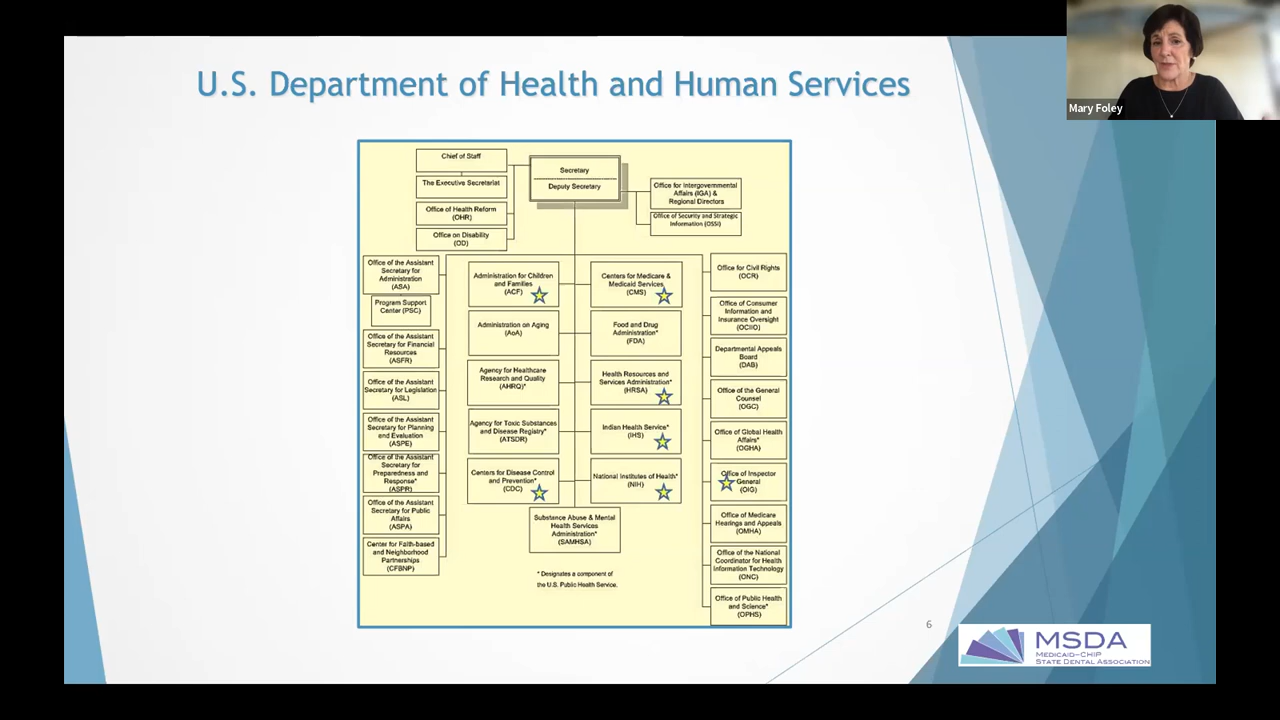 U.S. Department of Health and Human Services
Mary Foley
Chief of Staff
The Executive Secretariat
Office of Health Reform
(OHR)
Office on Disability
(OD)
Secretary
Deputy Secretary
Office for Intergovernmental
Affairs (IGA) &
Regional Directors
Office of Security and Strategic
Information (OSSI)
Office of the Assistant
Secretary for
Administration
(ASA)
Program Support
Center (PSC)
Office of the Assistant
Secretary for Financial
Resources
(ASFR)
Office of the Assistant
Secretary for Legislation
(ASL)
Office of the Assistant
Secretary for Planning
and Evaluation
(ASPE)
Office of the Assistant
Secretary for
Preparedness and
Response*
(ASPR)
Office of the Assistant
Secretary for Public
Affairs
(ASPA)
Center for Faith-based
and Neighborhood
Partnerships
(CFBNP)
Administration for Children
and Families
(ACF)
Administration on Aging
(AoA)
Agency for Healthcare
Research and Quality
(AHRQ)*
Agency for Toxic Substances
and Disease Registry*
(ATSDR)
Centers for Disease Control
and Prevention*
(CDC)
Centers for Medicare &
Medicaid Services
(CMS)
Food and Drug
Administration*
(FDA)
Health Resources and
Services Administration*
(HRSA)
Indian Health Service*
(IHS)
National Institutes of Health*
(NIH)
Substance Abuse & Mental
Health Services
Administration*
(SAMHSA)
* Designates a component of
the U.S. Public Health Service.
Office for Civil Rights
(OCR)
Office of Consumer
Information and
Insurance Oversight
(OCIIO)
Departmental Appeals
Board
(DAB)
Office of the General
Counsel
(OGC)
Office of Global Health
Affairs*
(OGHA)
Office of Inspector
General
(OIG)
Office of Medicare
Hearings and Appeals
(OMHA)
Office of the National
Coordinator for Health
Information Technology
(ONC)
Office of Public Health
and Science*
(OPHS)
6
MSDA
MEDICAID–CHIP
STATE DENTAL ASSOCIATION